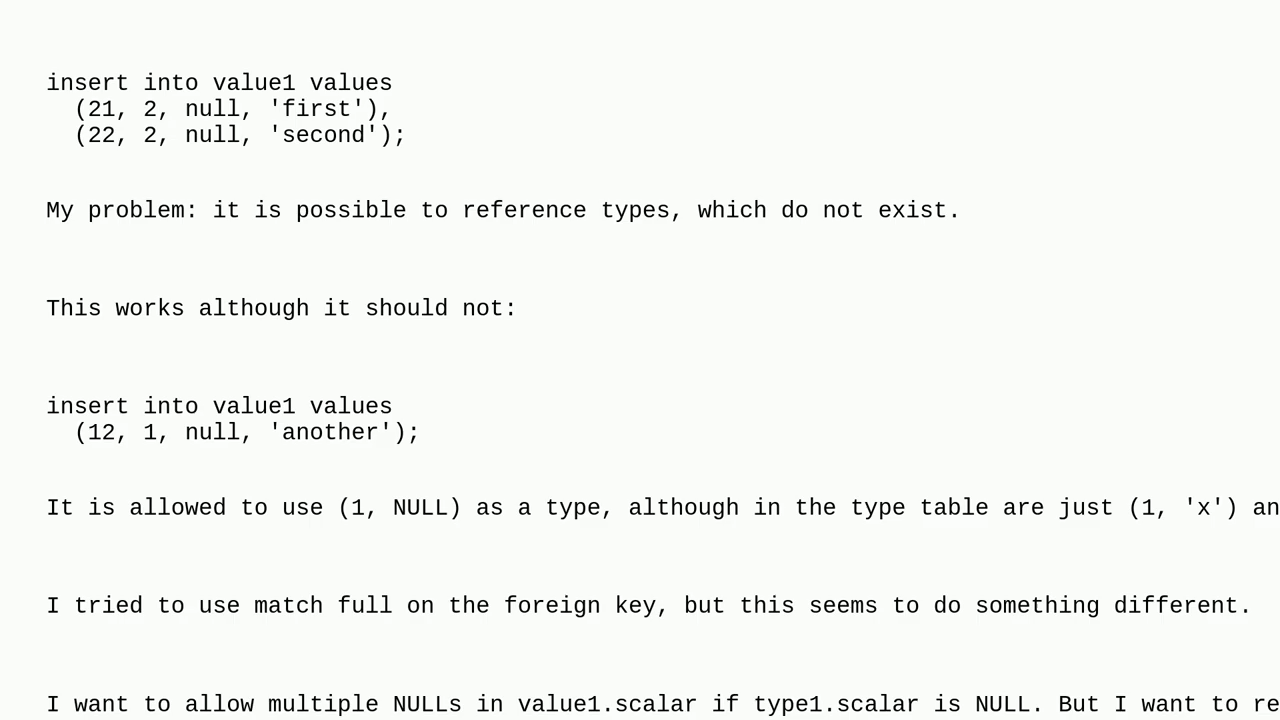 insert into value1 values
  (21, 2, null, 'first'),
  (22, 2, null, 'second');
My problem: it is possible to reference types, which do not exist.
This works although it should not:
insert into value1 values
  (12, 1, null, 'another');
It is allowed to use (1, NULL) as a type, although in the type table are just (1, 'x') an
I tried to use match full on the foreign key, but this seems to do something different.
I want to allow multiple NULLs in value1.scalar if type1.scalar is NULL. But I want to re